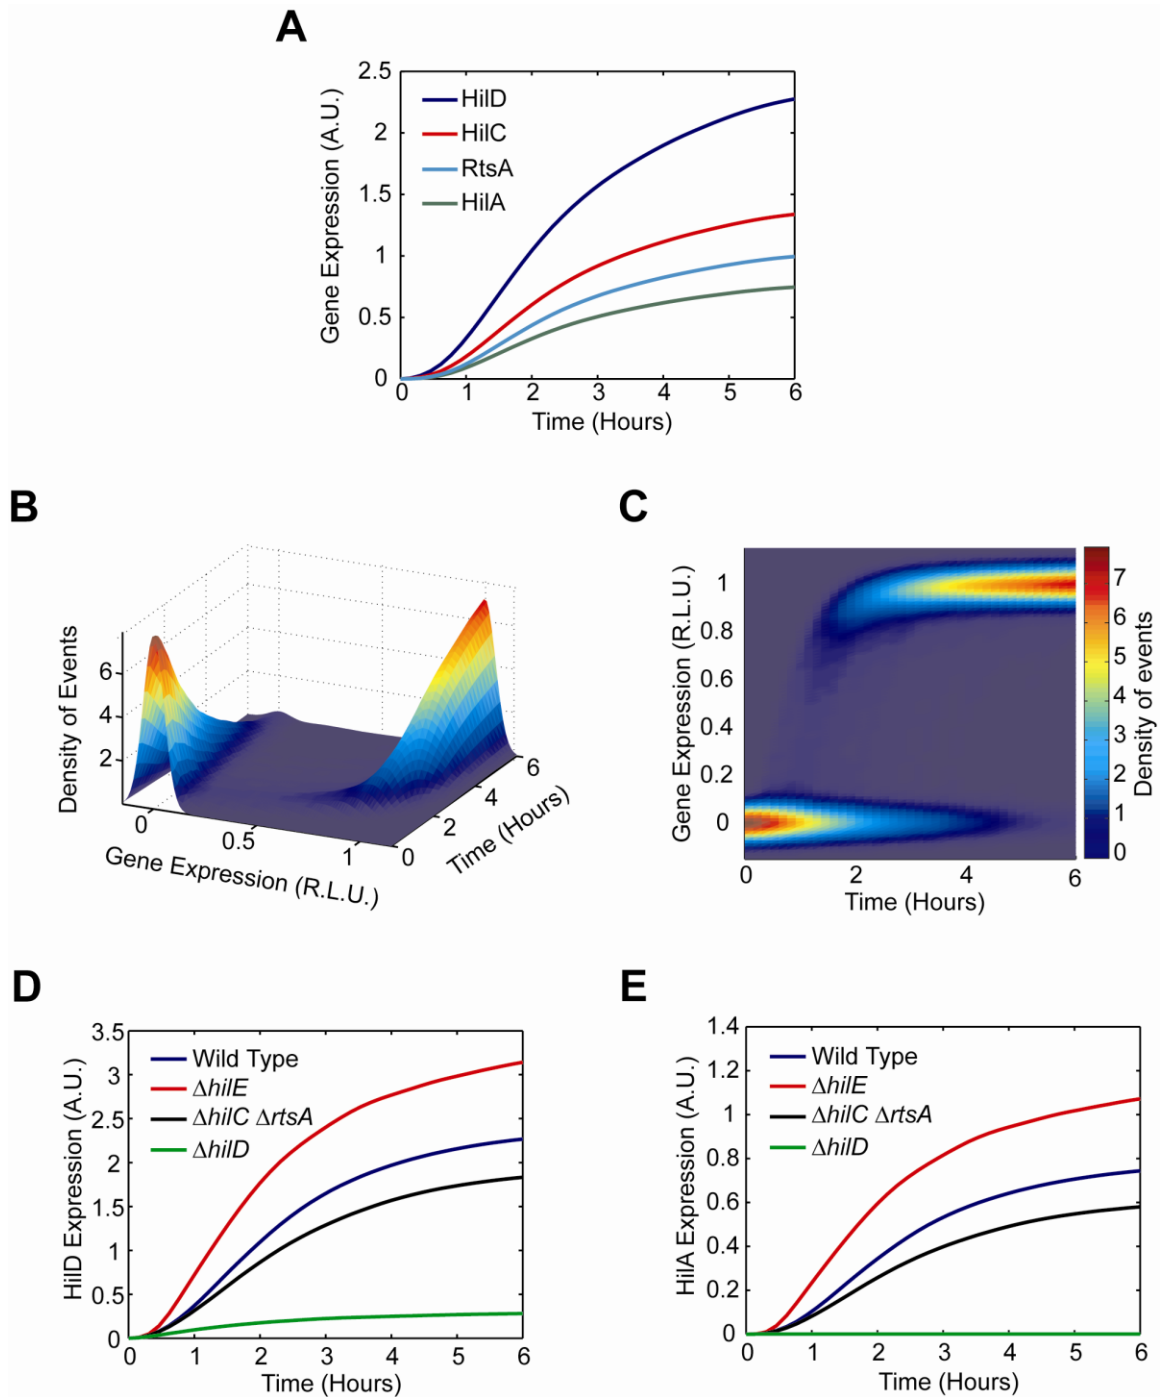 A
Gene Expression (A.U.)
2.5
2
1.5
1
0.5
0
HilD
HilC
RtsA
HilA
0 1 2 3 4 5 6
Time (Hours)
B
Density of Events
6
4
2
0 0.5 1
Gene Expression (R.L.U.)
0 2 4 6
Time (Hours)
C
Gene Expression (R.L.U.)
1
0.8
0.6
0.4
0.2
0
0 2 4 6
Time (Hours)
7
6
5
4
3
2
1
0
Density of events
D
HilD Expression (A.U.)
3.5
3
2.5
2
1.5
1
0.5
0
Wild Type
ΔhilE
ΔhilC ΔrtsA
ΔhilD
0 1 2 3 4 5 6
Time (Hours)
E
HilA Expression (A.U.)
1.4
1.2
1
0.8
0.6
0.4
0.2
0
Wild Type
ΔhilE
ΔhilC ΔrtsA
ΔhilD
0 1 2 3 4 5 6
Time (Hours)